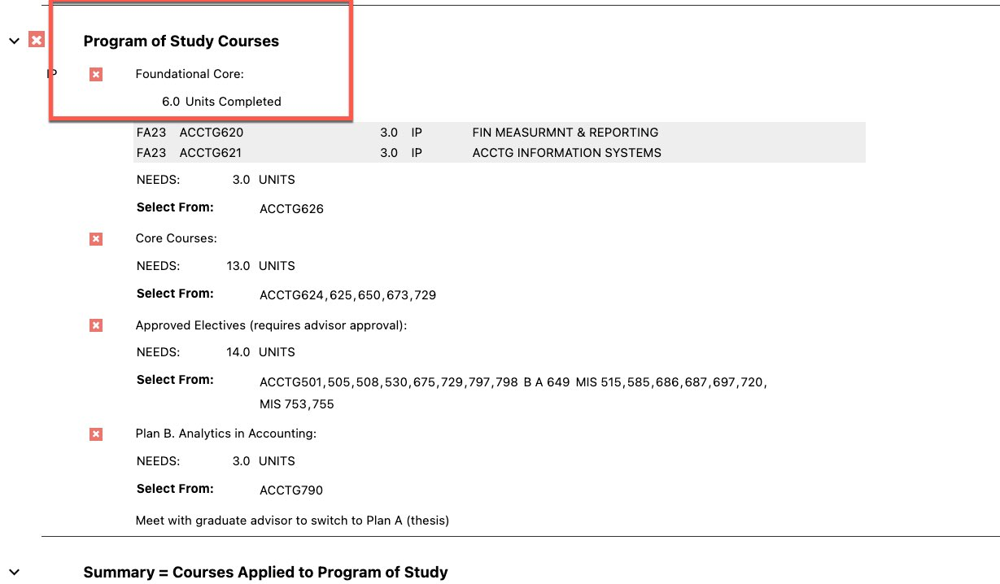 Program of Study Courses
IP Foundational Core:
6.0 Units Completed
FA23 ACCTG620 3.0 IP FIN MEASURMNT & REPORTING
FA23 ACCTG621 3.0 IP ACCTG INFORMATION SYSTEMS
NEEDS: 3.0 UNITS
Select From: ACCTG626
Core Courses:
NEEDS: 13.0 UNITS
Select From: ACCTG624,625,650,673,729
Approved Electives (requires advisor approval):
NEEDS: 14.0 UNITS
Select From: ACCTG501,505,508,530,675,729,797,798 B A 649 MIS 515,585,686,687,697,720,
MIS 753,755
Plan B. Analytics in Accounting:
NEEDS: 3.0 UNITS
Select From: ACCTG790
Meet with graduate advisor to switch to Plan A (thesis)
Summary = Courses Applied to Program of Study